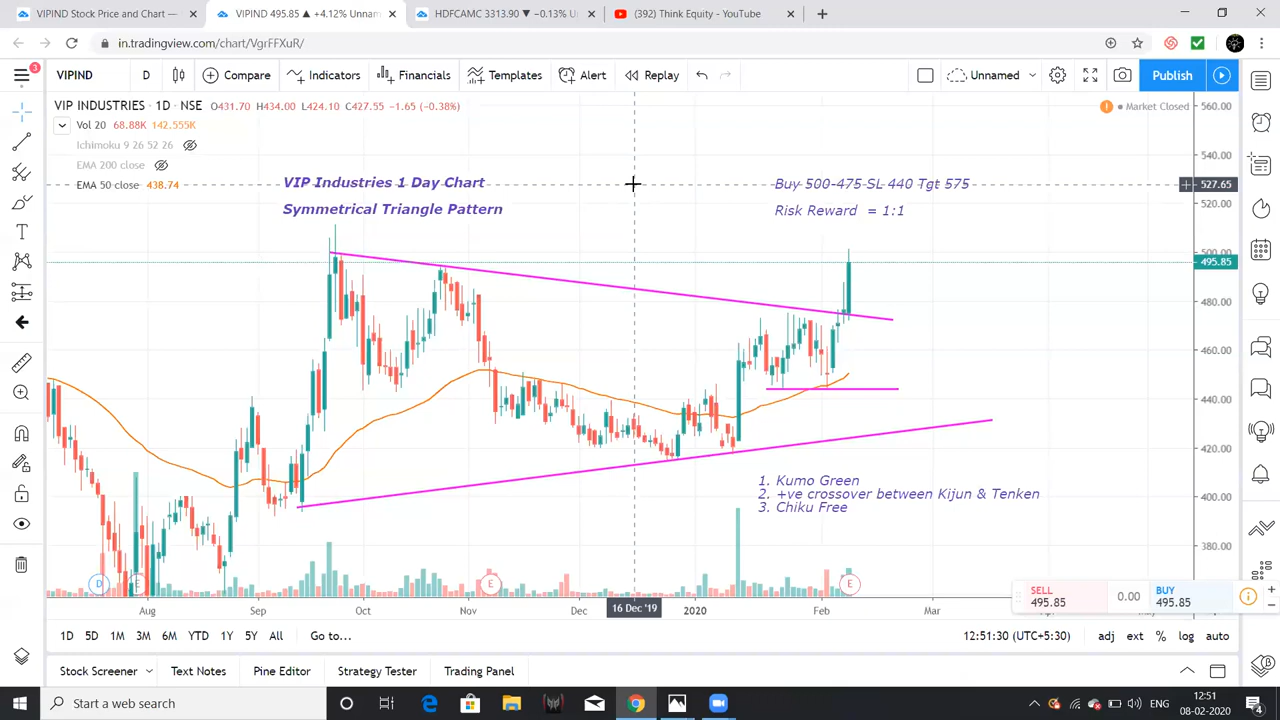 VIPIND Stock Price and Chart —
VIPIND 495.85 ▲ +4.12% Unnam
HDFCAMC 3313.90 ▼ −0.13% Un
(392) Think Equity - YouTube
in.tradingview.com/chart/VgrFFXuR/
3
VIPIND
D
Compare
Indicators
Financials
Templates
Alert
Replay
Unnamed
Publish
VIP INDUSTRIES · 1D · NSE O431.70 H434.00 L424.10 C427.55 −1.65 (−0.38%)
Market Closed
Vol 20 68.88K 142.555K
Ichimoku 9 26 52 26
EMA 200 close
EMA 50 close 438.74
VIP Industries 1 Day Chart
Symmetrical Triangle Pattern
Buy 500-475 SL 440 Tgt 575
Risk Reward = 1:1
560.00
540.00
527.65
520.00
500.00
495.85
480.00
460.00
440.00
420.00
400.00
380.00
1. Kumo Green
2. +ve crossover between Kijun & Tenken
3. Chiku Free
D
E
E
E
Aug
Sep
Oct
Nov
Dec
16 Dec '19
2020
Feb
Mar
SELL
495.85
0.00
BUY
495.85
1D 5D 1M 3M 6M YTD 1Y 5Y All Go to...
12:51:30 (UTC+5:30)
adj ext % log auto
Stock Screener
Text Notes
Pine Editor
Strategy Tester
Trading Panel
Type here to search
ENG
12:51
08-02-2020